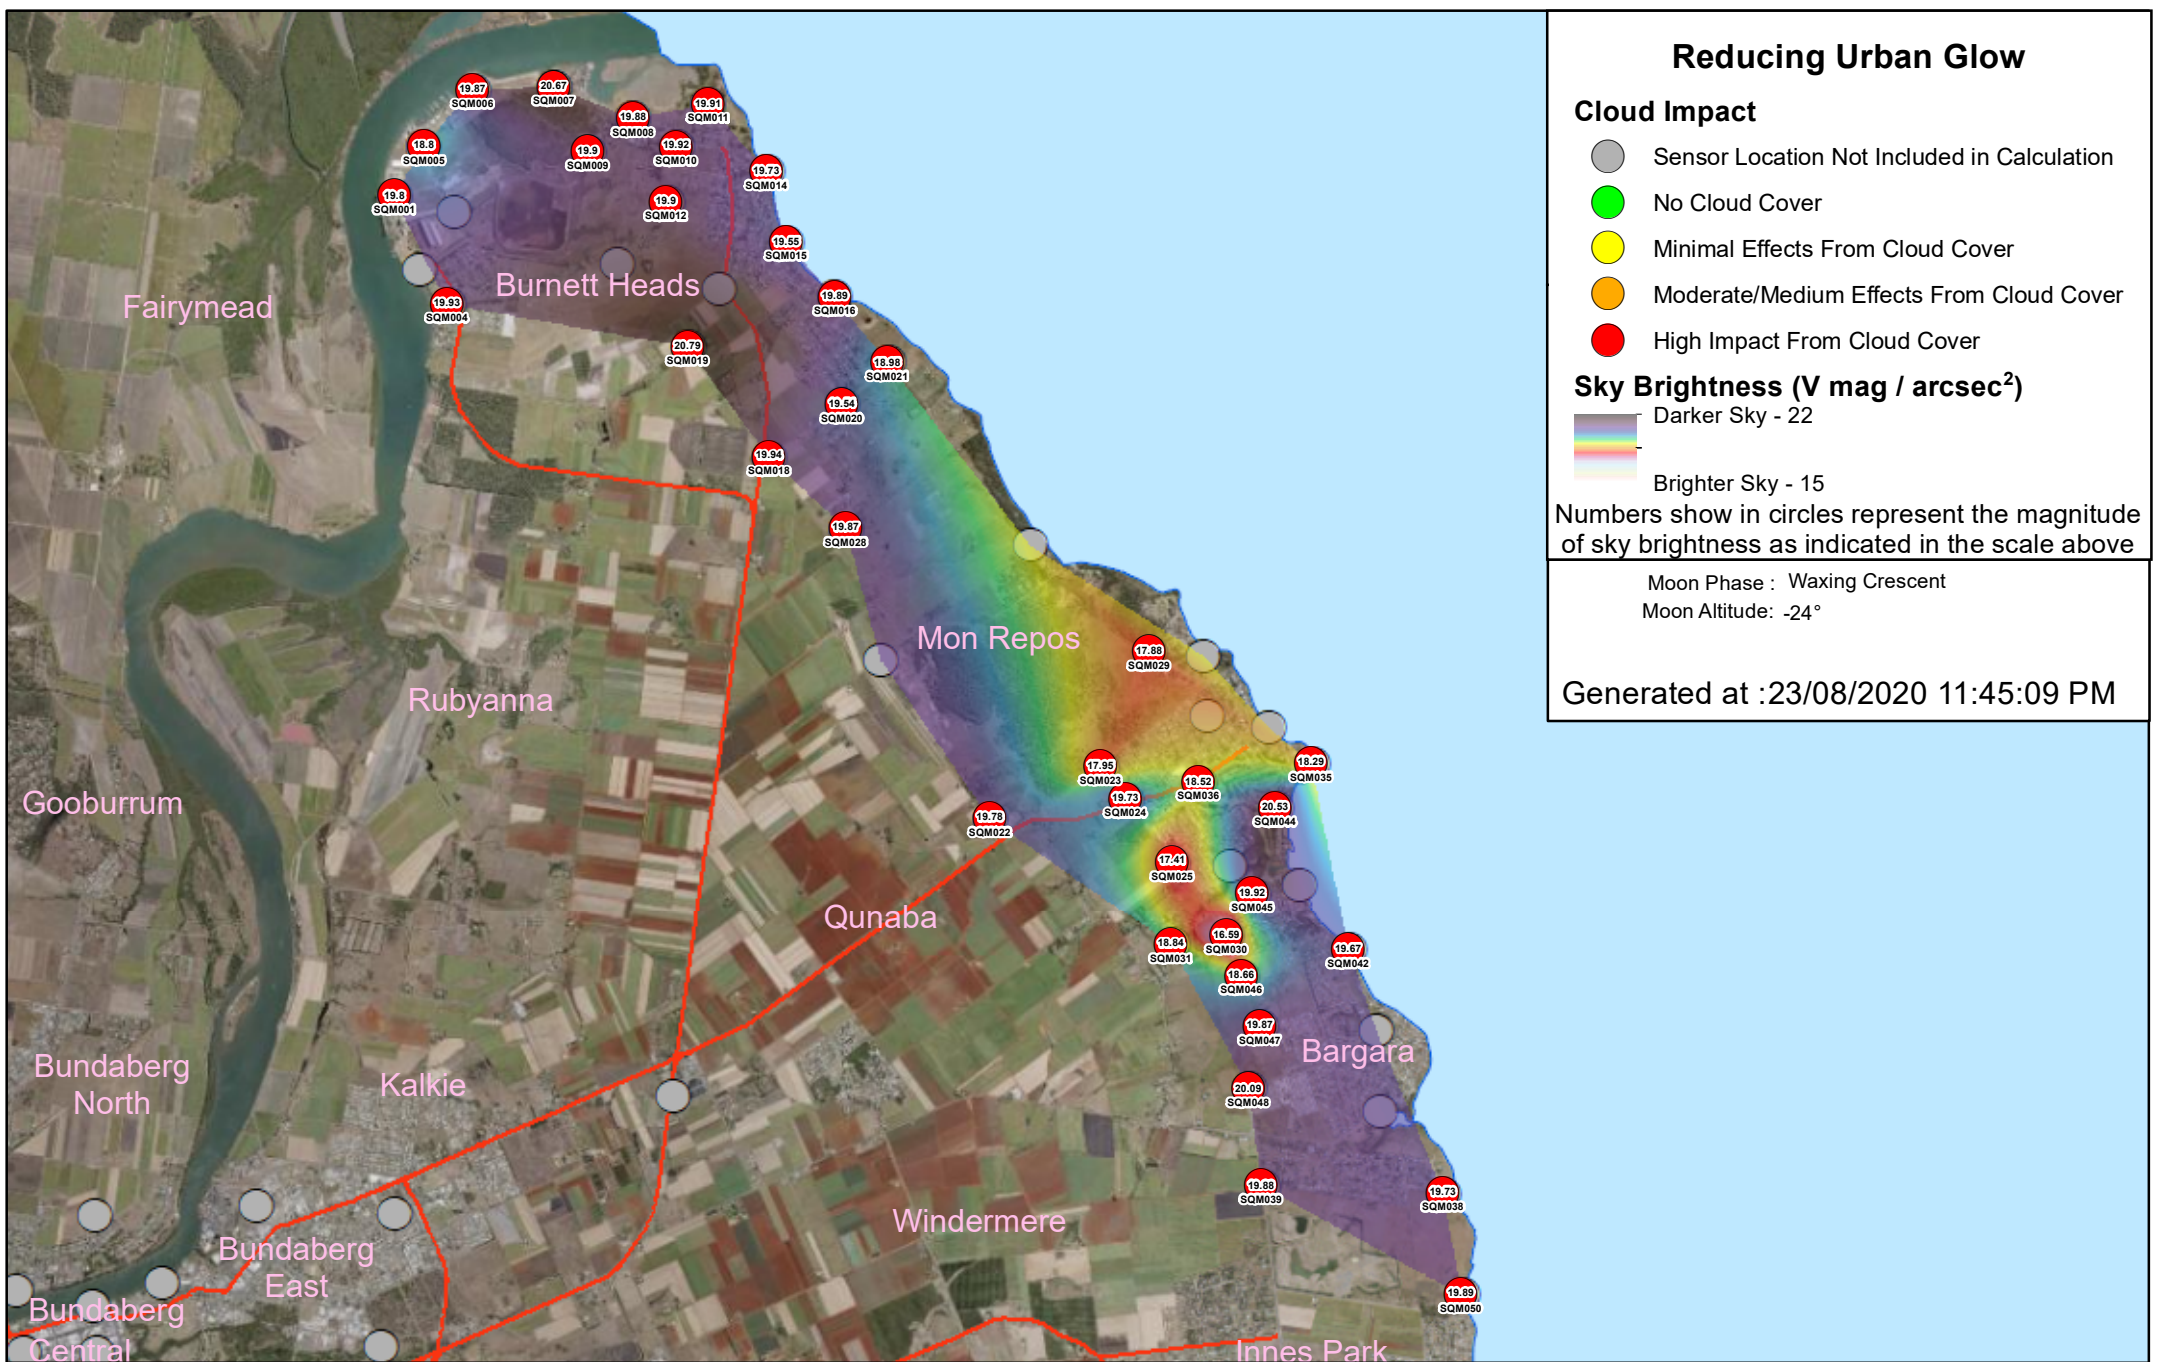 Reducing Urban Glow
Cloud Impact
Sensor Location Not Included in Calculation
No Cloud Cover
Minimal Effects From Cloud Cover
Moderate/Medium Effects From Cloud Cover
High Impact From Cloud Cover
Sky Brightness (V mag / arcsec²)
Darker Sky - 22
Brighter Sky - 15
Numbers show in circles represent the magnitude
of sky brightness as indicated in the scale above
Moon Phase : Waxing Crescent
Moon Altitude: -24°
Generated at :23/08/2020 11:45:09 PM
19.87
SQM006
20.67
SQM007
19.88
SQM008
19.91
SQM011
18.8
SQM005
19.9
SQM009
19.92
SQM010
19.73
SQM014
19.8
SQM001
19.9
SQM012
19.55
SQM015
Burnett Heads
Fairymead
19.93
SQM004
19.89
SQM016
20.79
SQM019
18.98
SQM021
19.54
SQM020
19.94
SQM018
19.87
SQM028
Mon Repos
17.88
SQM029
Rubyanna
17.95
SQM023
18.52
SQM036
18.29
SQM035
19.73
SQM024
20.53
SQM044
19.78
SQM022
Gooburrum
17.41
SQM025
19.92
SQM045
Qunaba
16.59
SQM030
18.84
SQM031
19.67
SQM042
18.66
SQM046
19.87
SQM047
Bargara
Bundaberg
North
Kalkie
20.09
SQM048
19.88
SQM039
19.73
SQM038
Windermere
Bundaberg
East
19.89
SQM050
Bundaberg
Central
Innes Park